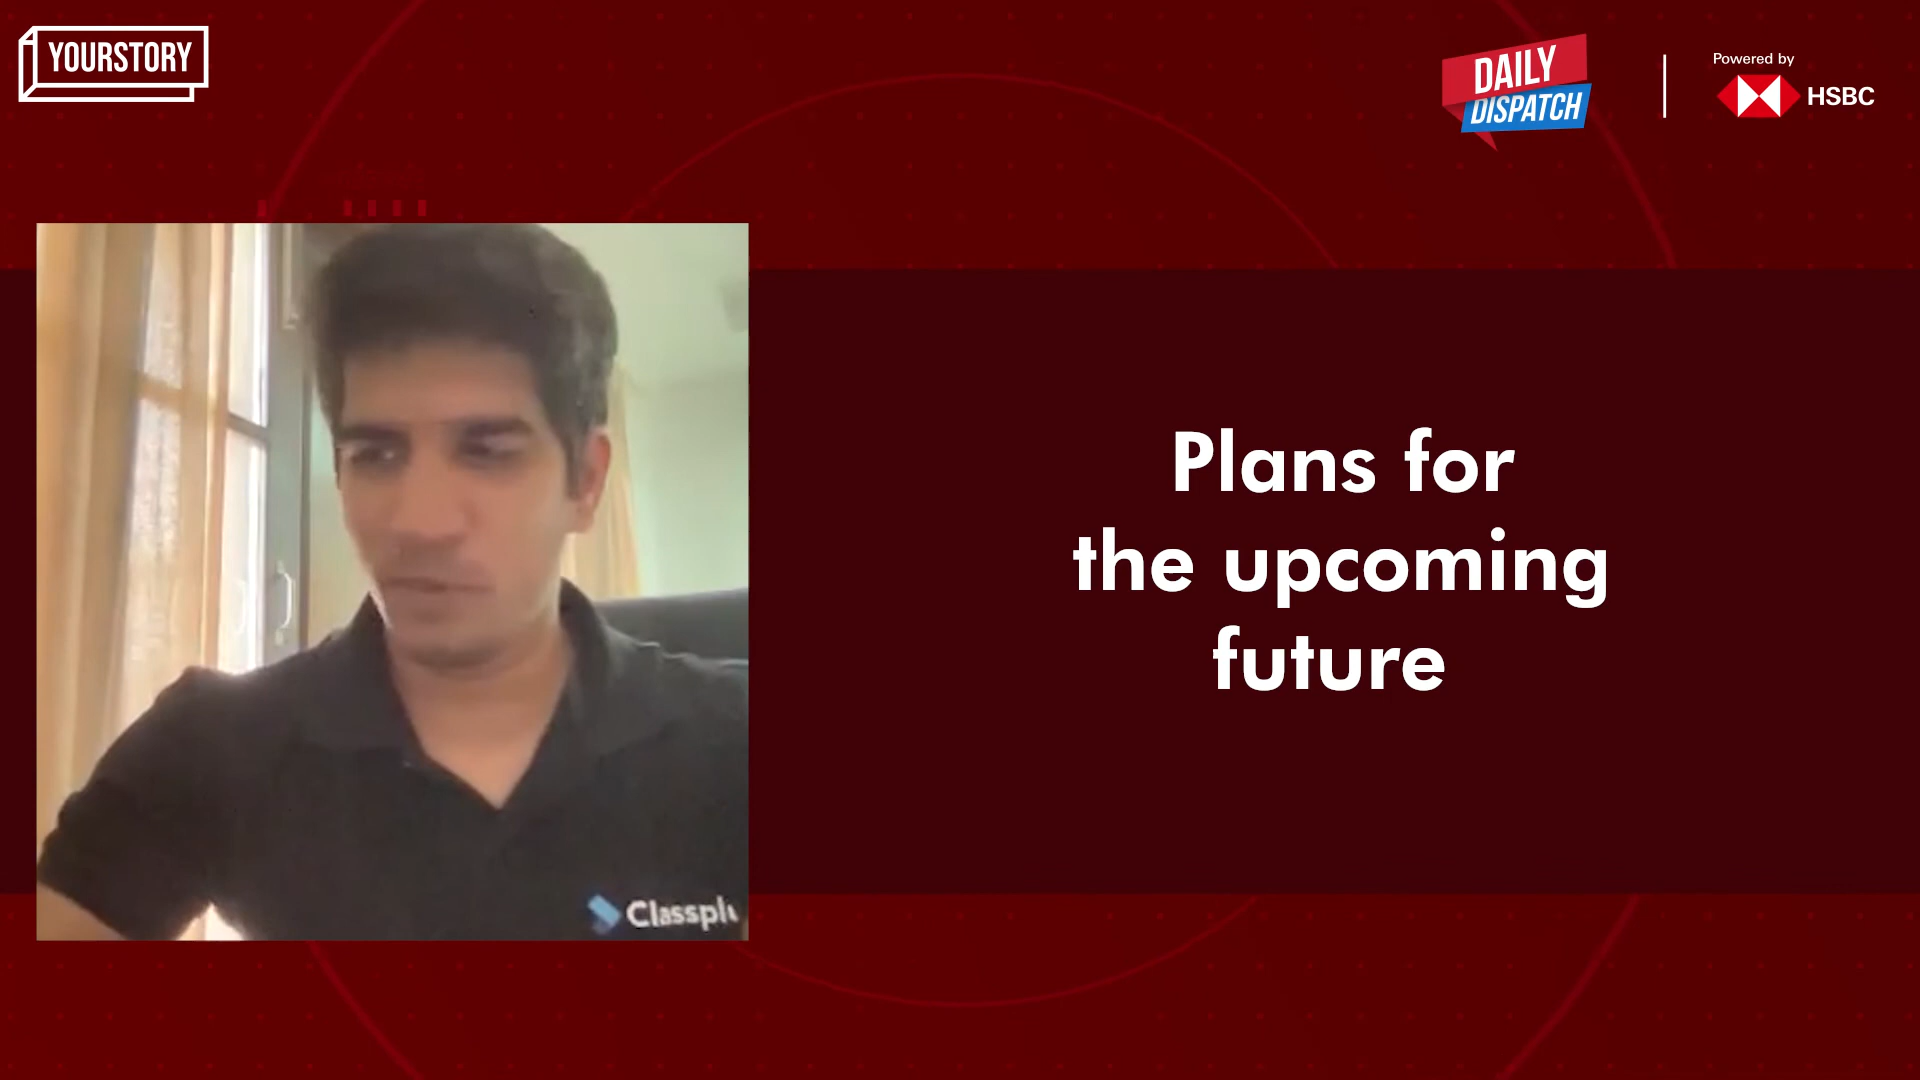 YOURSTORY
DAILY
DISPATCH
Powered by
HSBC
Plans for
the upcoming
future